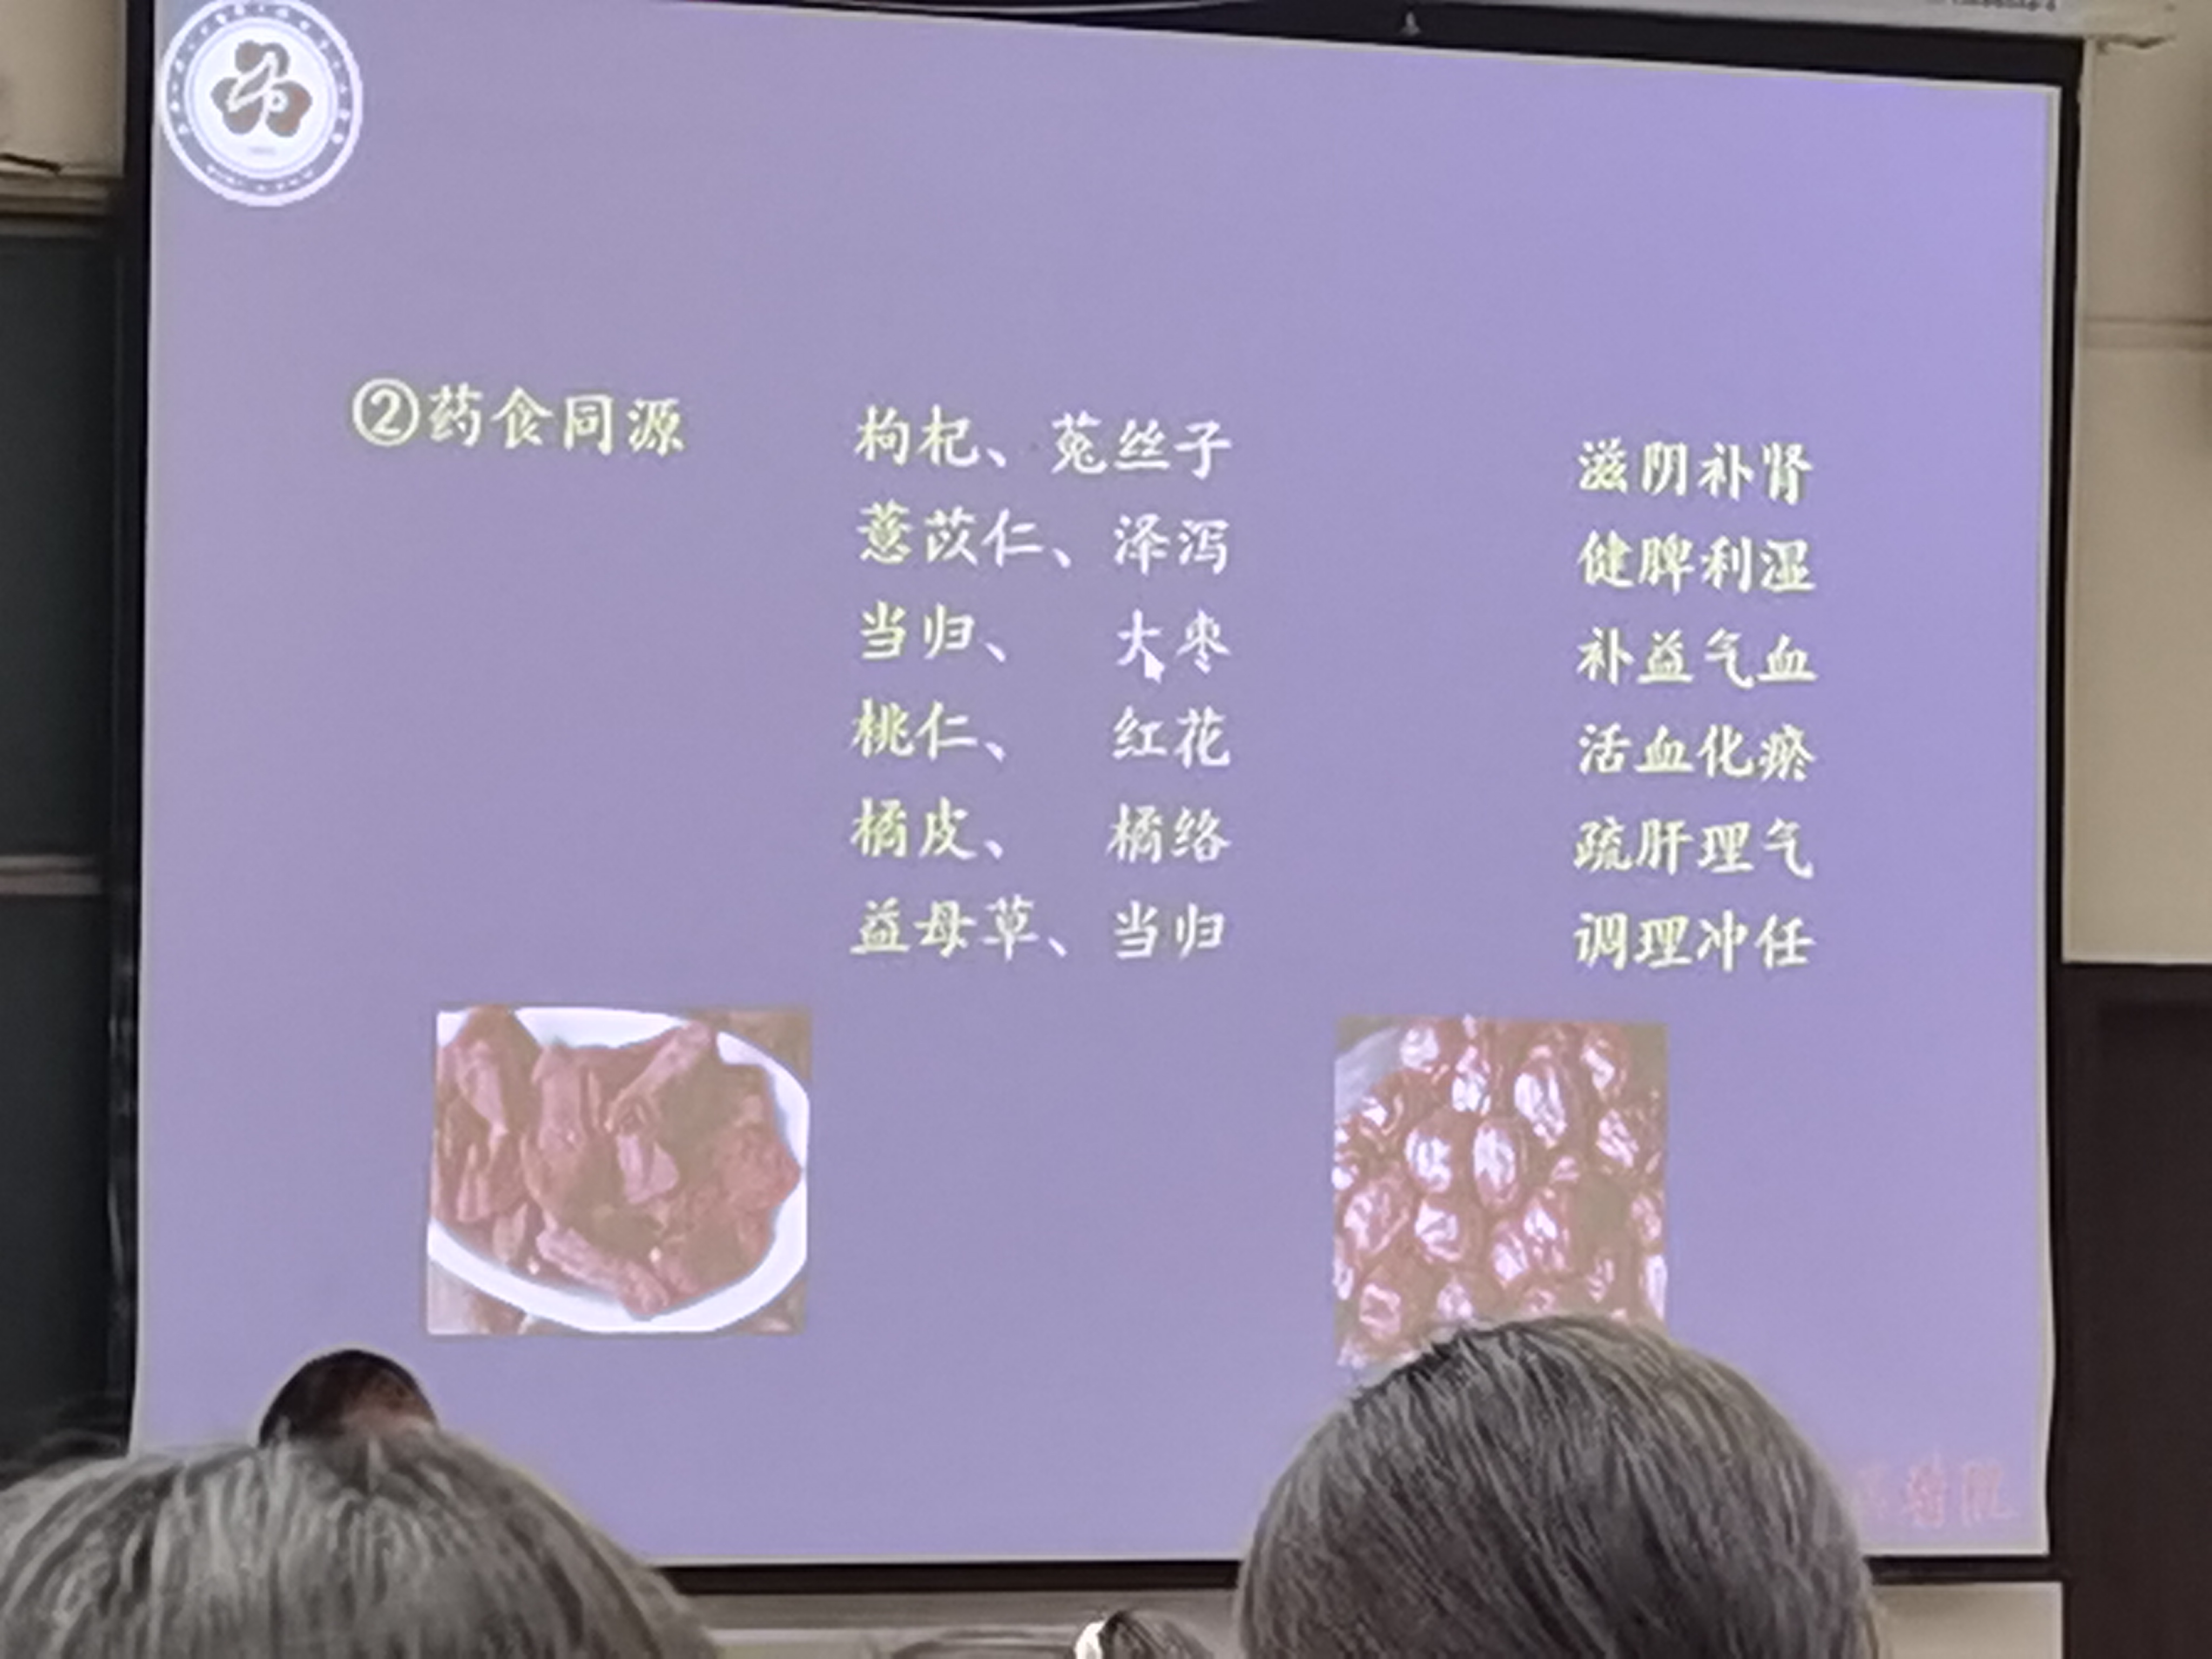 ②药食同源
枸杞、菟丝子 滋阴补肾
薏苡仁、泽泻 健脾利湿
当归、 大枣 补益气血
桃仁、 红花 活血化瘀
橘皮、 橘络 疏肝理气
益母草、当归 调理冲任